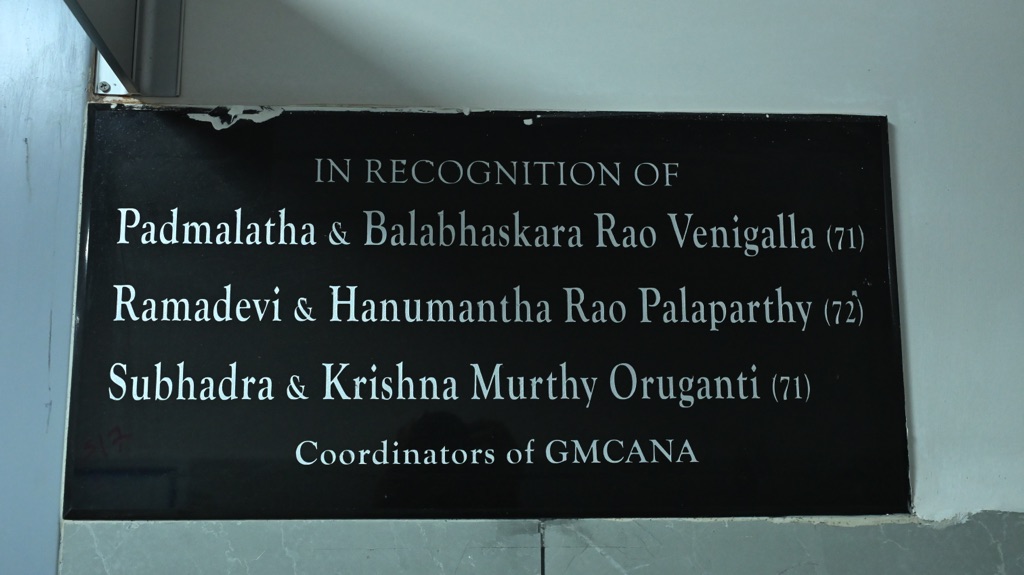 IN RECOGNITION OF
Padmalatha & Balabhaskara Rao Venigalla (71)
Ramadevi & Hanumantha Rao Palaparthy (72)
Subhadra & Krishna Murthy Oruganti (71)
Coordinators of GMCANA